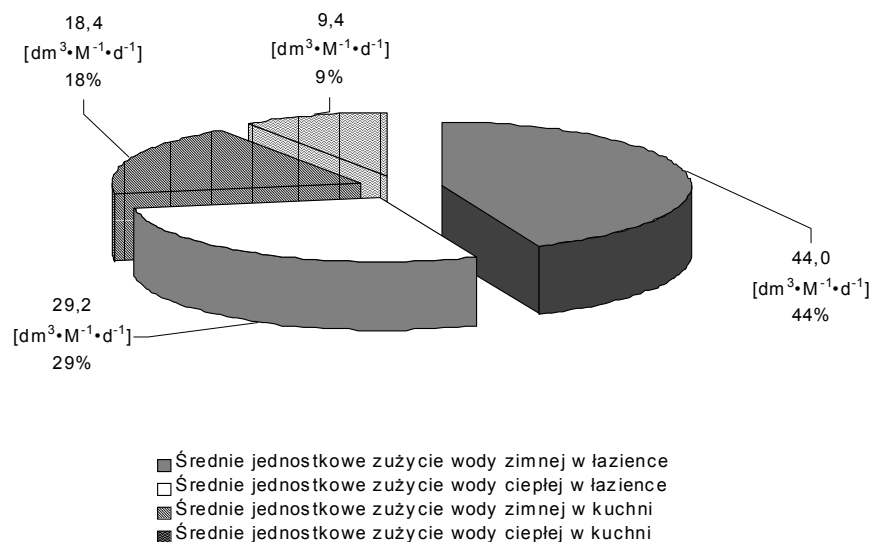 18,4
[dm³•M⁻¹•d⁻¹]
18%
9,4
[dm³•M⁻¹•d⁻¹]
9%
44,0
[dm³•M⁻¹•d⁻¹]
44%
29,2
[dm³•M⁻¹•d⁻¹]
29%
Średnie jednostkowe zużycie wody zimnej w łazience
Średnie jednostkowe zużycie wody ciepłej w łazience
Średnie jednostkowe zużycie wody zimnej w kuchni
Średnie jednostkowe zużycie wody ciepłej w kuchni